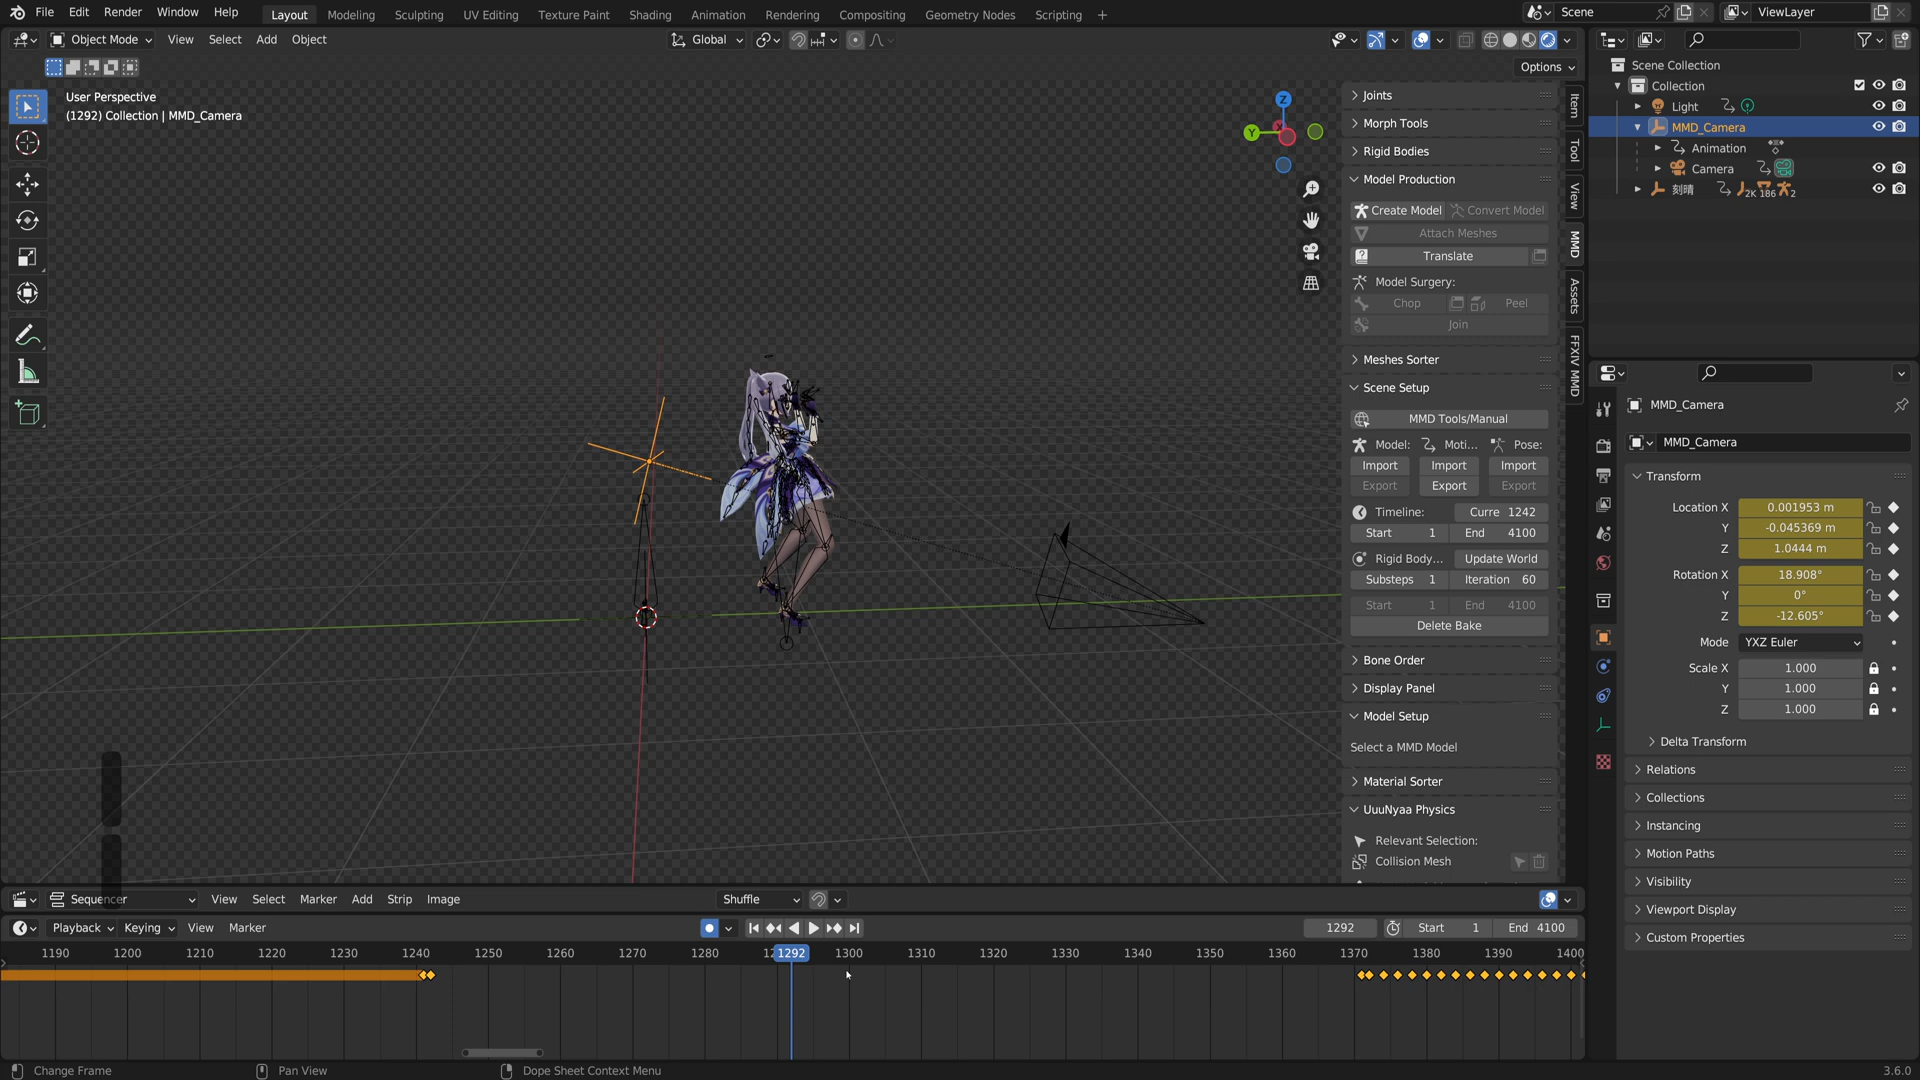 File Edit Render Window Help Layout Modeling Sculpting UV Editing Texture Paint Shading Animation Rendering Compositing Geometry Nodes Scripting + Scene ViewLayer
Object Mode View Select Add Object Global
Options
User Perspective
(1292) Collection | MMD_Camera
Z
Y
X
Joints
Morph Tools
Rigid Bodies
Model Production
Create Model Convert Model
Attach Meshes
Translate
Model Surgery:
Chop Peel
Join
Meshes Sorter
Scene Setup
MMD Tools/Manual
Model: Moti... Pose:
Import Import Import
Export Export Export
Timeline: Curre 1242
Start 1 End 4100
Rigid Body... Update World
Substeps 1 Iteration 60
Start 1 End 4100
Delete Bake
Bone Order
Display Panel
Model Setup
Select a MMD Model
Material Sorter
UuuNyaa Physics
Relevant Selection:
Collision Mesh
Item
Tool
View
MMD
Assets
FFXIV MMD
Scene Collection
Collection
Light
MMD_Camera
Animation
Camera
刻晴 2K 186 2
MMD_Camera
MMD_Camera
Transform
Location X 0.001953 m
Y -0.045369 m
Z 1.0444 m
Rotation X 18.908°
Y 0°
Z -12.605°
Mode YXZ Euler
Scale X 1.000
Y 1.000
Z 1.000
Delta Transform
Relations
Collections
Instancing
Motion Paths
Visibility
Viewport Display
Custom Properties
Sequencer View Select Marker Add Strip Image Shuffle
Playback Keying View Marker 1292 Start 1 End 4100
1190 1200 1210 1220 1230 1240 1250 1260 1270 1280 1292 1300 1310 1320 1330 1340 1350 1360 1370 1380 1390 1400
Change Frame Pan View Dope Sheet Context Menu 3.6.0